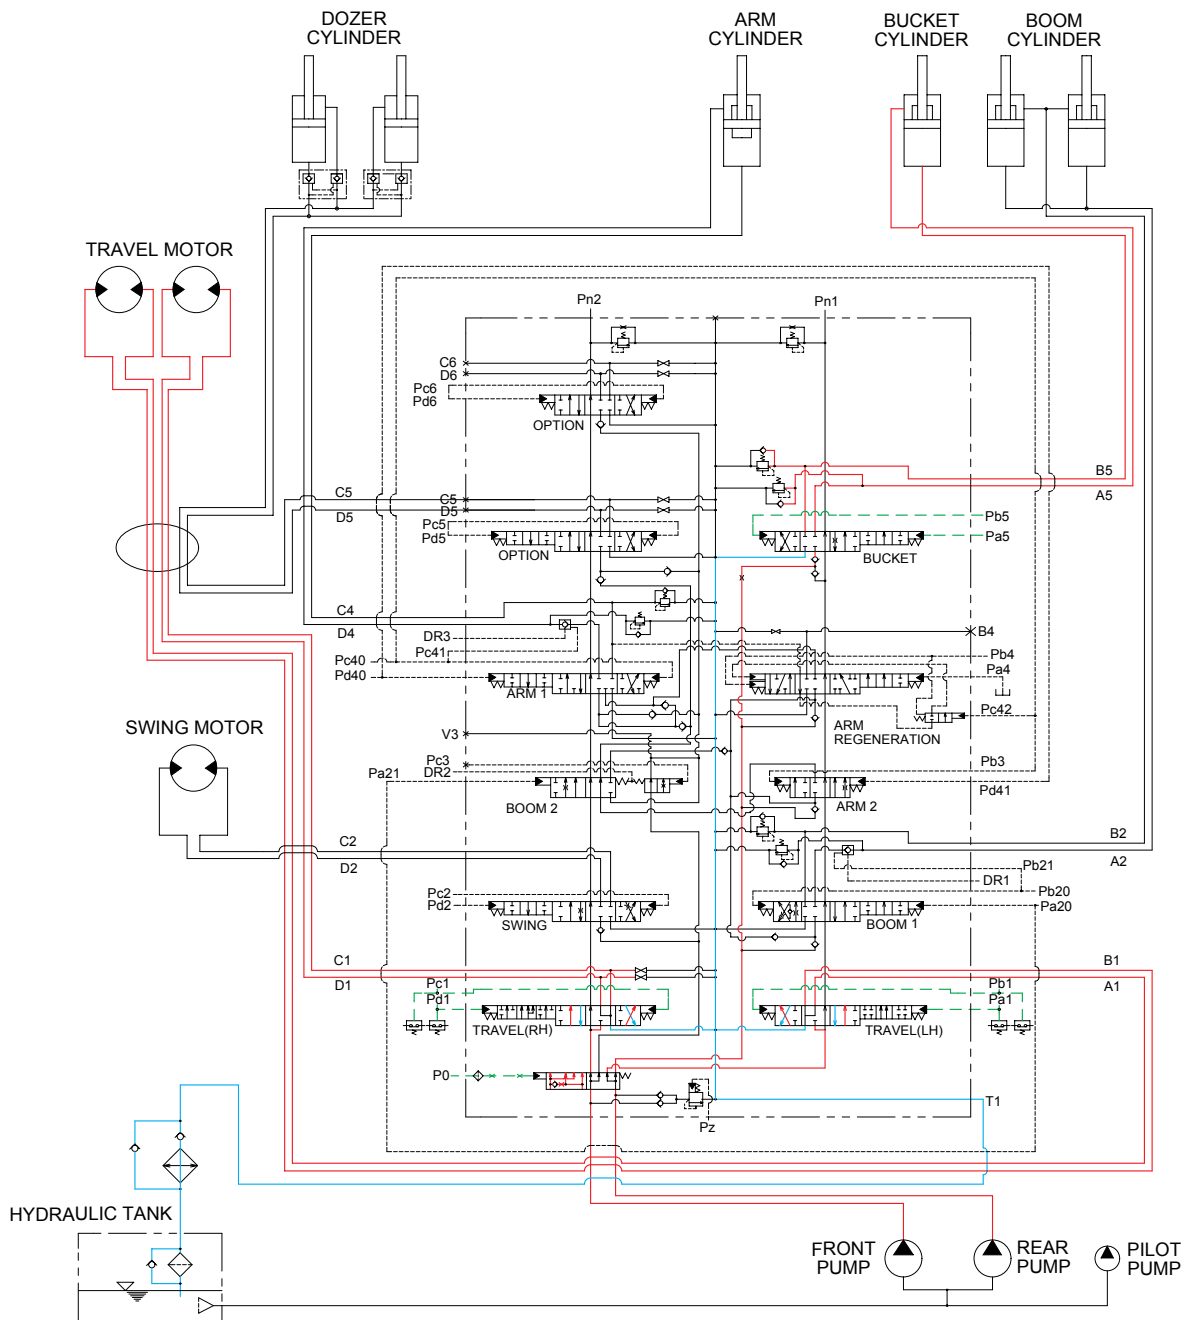 DOZER
CYLINDER
ARM
CYLINDER
BUCKET
CYLINDER
BOOM
CYLINDER
TRAVEL MOTOR
Pn2
Pn1
C6
D6
Pc6
Pd6
OPTION
C5
D5
C5
D5
Pc5
Pd5
OPTION
B5
A5
Pb5
Pa5
BUCKET
C4
D4
DR3
Pc41
Pc40
Pd40
ARM 1
B4
Pb4
Pa4
Pc42
ARM
REGENERATION
SWING MOTOR
V3
Pc3
DR2
Pa21
BOOM 2
Pb3
Pd41
ARM 2
C2
D2
B2
A2
Pb21
DR1
Pc2
Pd2
SWING
Pb20
Pa20
BOOM 1
C1
D1
B1
A1
Pc1
Pd1
TRAVEL(RH)
Pb1
Pa1
TRAVEL(LH)
P0
Pz
T1
HYDRAULIC TANK
FRONT
PUMP
REAR
PUMP
PILOT
PUMP